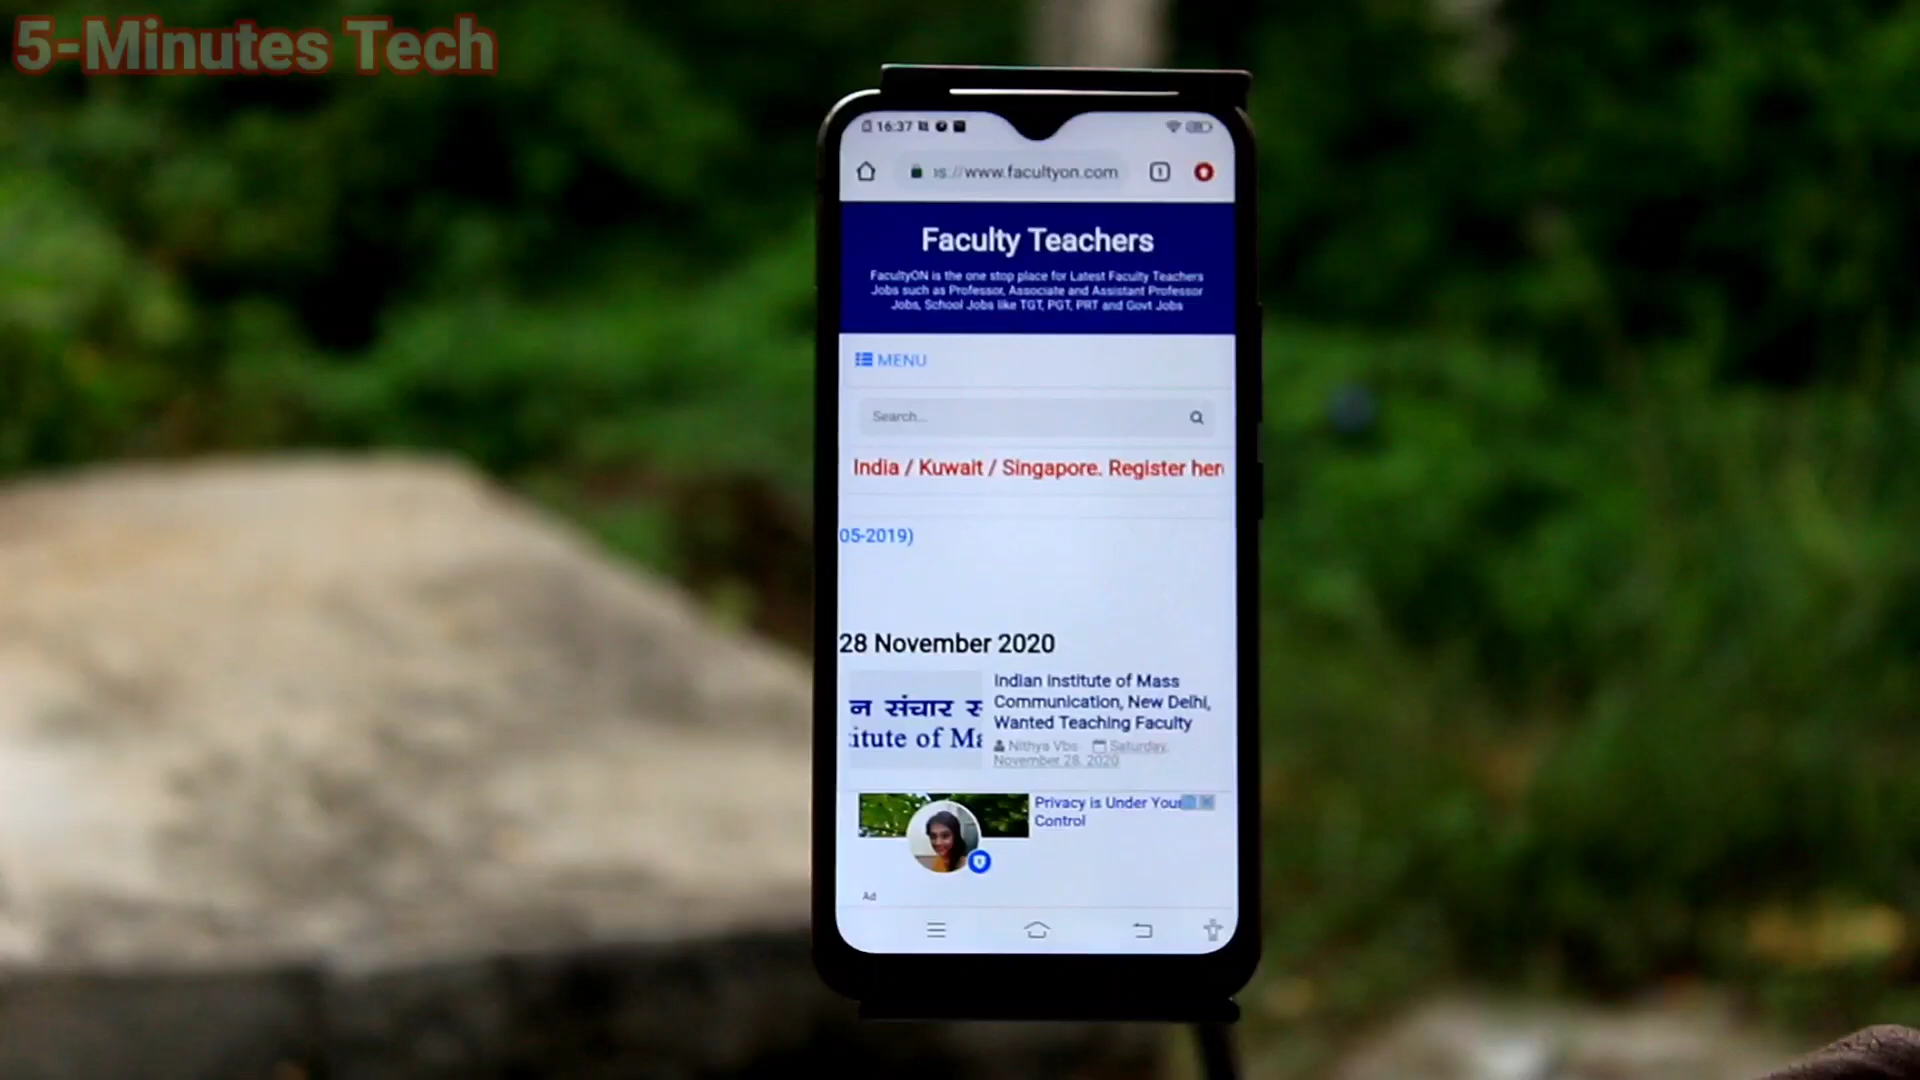 5-Minutes Tech
16:37
s://www.facultyon.com
1
Faculty Teachers
FacultyON is the one stop place for Latest Faculty Teachers
Jobs such as Professor, Associate and Assistant Professor
Jobs, School Jobs like TGT, PGT, PRT and Govt Jobs
MENU
Search...
India / Kuwait / Singapore. Register her
05-2019)
28 November 2020
न संचार स
itute of Ma
Indian Institute of Mass
Communication, New Delhi,
Wanted Teaching Faculty
Nithya Vbs Saturday,
November 28, 2020
Privacy is Under Your
Control
Ad